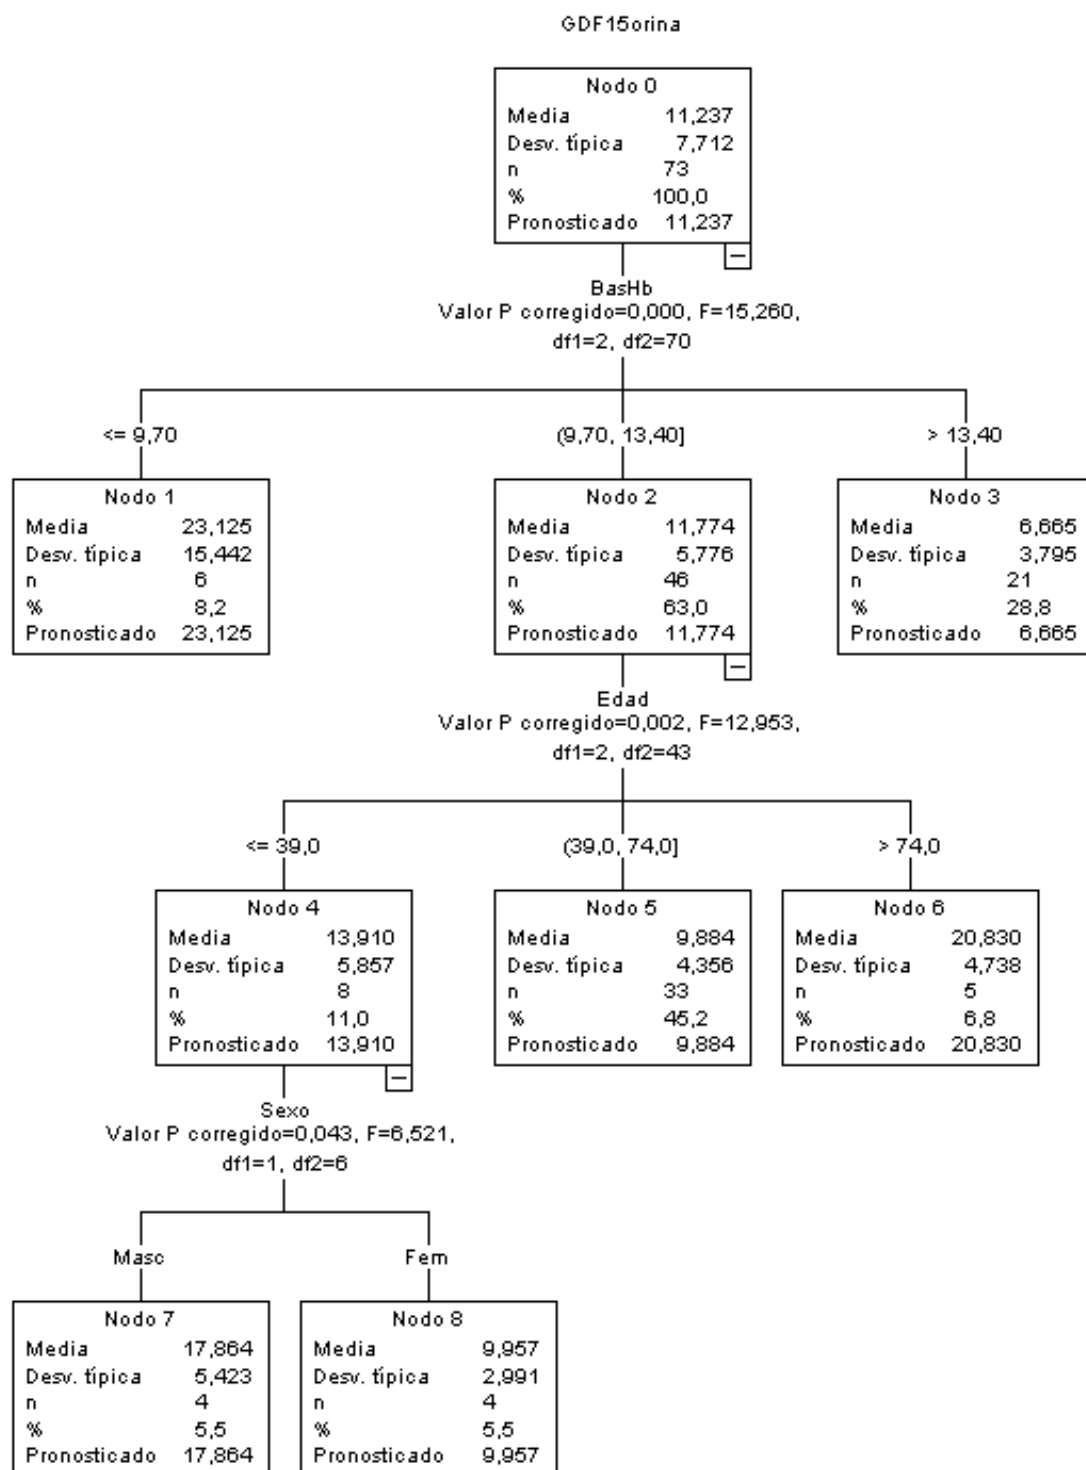 GDF15orina
Nodo 0
Media 11,237
Desv. típica 7,712
n 73
% 100,0
Pronosticado 11,237
BasHb
Valor P corregido=0,000, F=15,260,
df1=2, df2=70
<= 9,70
(9,70, 13,40]
> 13,40
Nodo 1
Media 23,125
Desv. típica 15,442
n 6
% 8,2
Pronosticado 23,125
Nodo 2
Media 11,774
Desv. típica 5,776
n 46
% 63,0
Pronosticado 11,774
Nodo 3
Media 6,665
Desv. típica 3,795
n 21
% 28,8
Pronosticado 6,665
Edad
Valor P corregido=0,002, F=12,953,
df1=2, df2=43
<= 39,0
(39,0, 74,0]
> 74,0
Nodo 4
Media 13,910
Desv. típica 5,857
n 8
% 11,0
Pronosticado 13,910
Nodo 5
Media 9,884
Desv. típica 4,356
n 33
% 45,2
Pronosticado 9,884
Nodo 6
Media 20,830
Desv. típica 4,738
n 5
% 6,8
Pronosticado 20,830
Sexo
Valor P corregido=0,043, F=6,521,
df1=1, df2=6
Masc
Fem
Nodo 7
Media 17,864
Desv. típica 5,423
n 4
% 5,5
Pronosticado 17,864
Nodo 8
Media 9,957
Desv. típica 2,991
n 4
% 5,5
Pronosticado 9,957